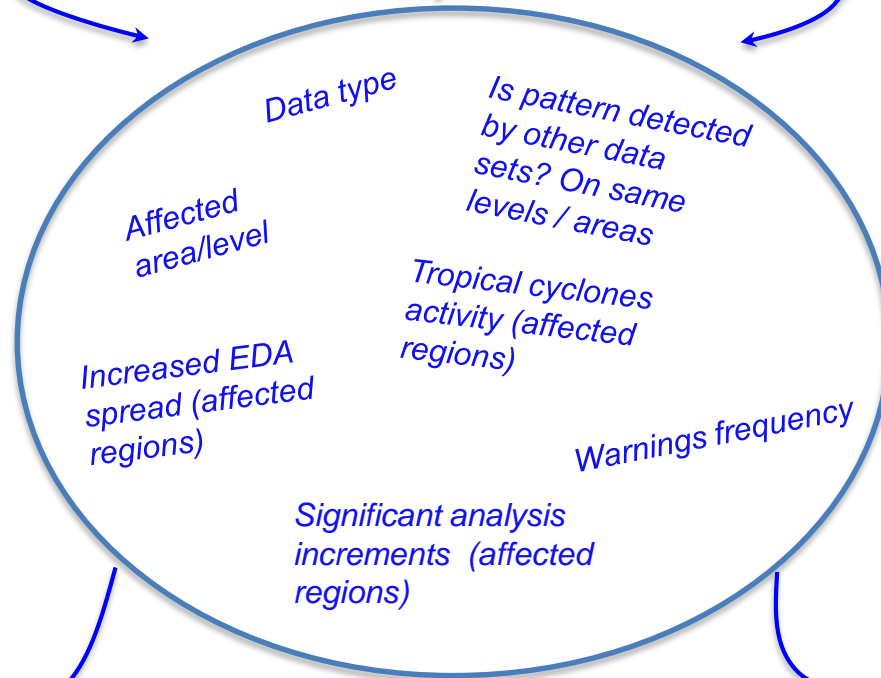 Data type
Is pattern detected
by other data
sets? On same
levels / areas
Affected
area/level
Tropical cyclones
activity (affected
regions)
Increased EDA
spread (affected
regions)
Warnings frequency
Significant analysis
increments (affected
regions)